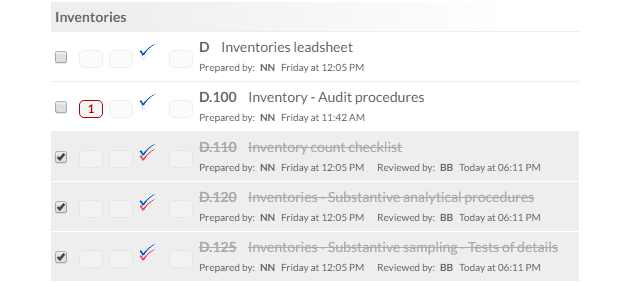 Inventories
D Inventories leadsheet
Prepared by: NN Friday at 12:05 PM
1 D.100 Inventory - Audit procedures
Prepared by: NN Friday at 11:42 AM
D.110 Inventory count checklist
Prepared by: NN Friday at 12:05 PM Reviewed by: BB Today at 06:11 PM
D.120 Inventories - Substantive analytical procedures
Prepared by: NN Friday at 12:05 PM Reviewed by: BB Today at 06:11 PM
D.125 Inventories - Substantive sampling - Tests of details
Prepared by: NN Friday at 12:05 PM Reviewed by: BB Today at 06:11 PM